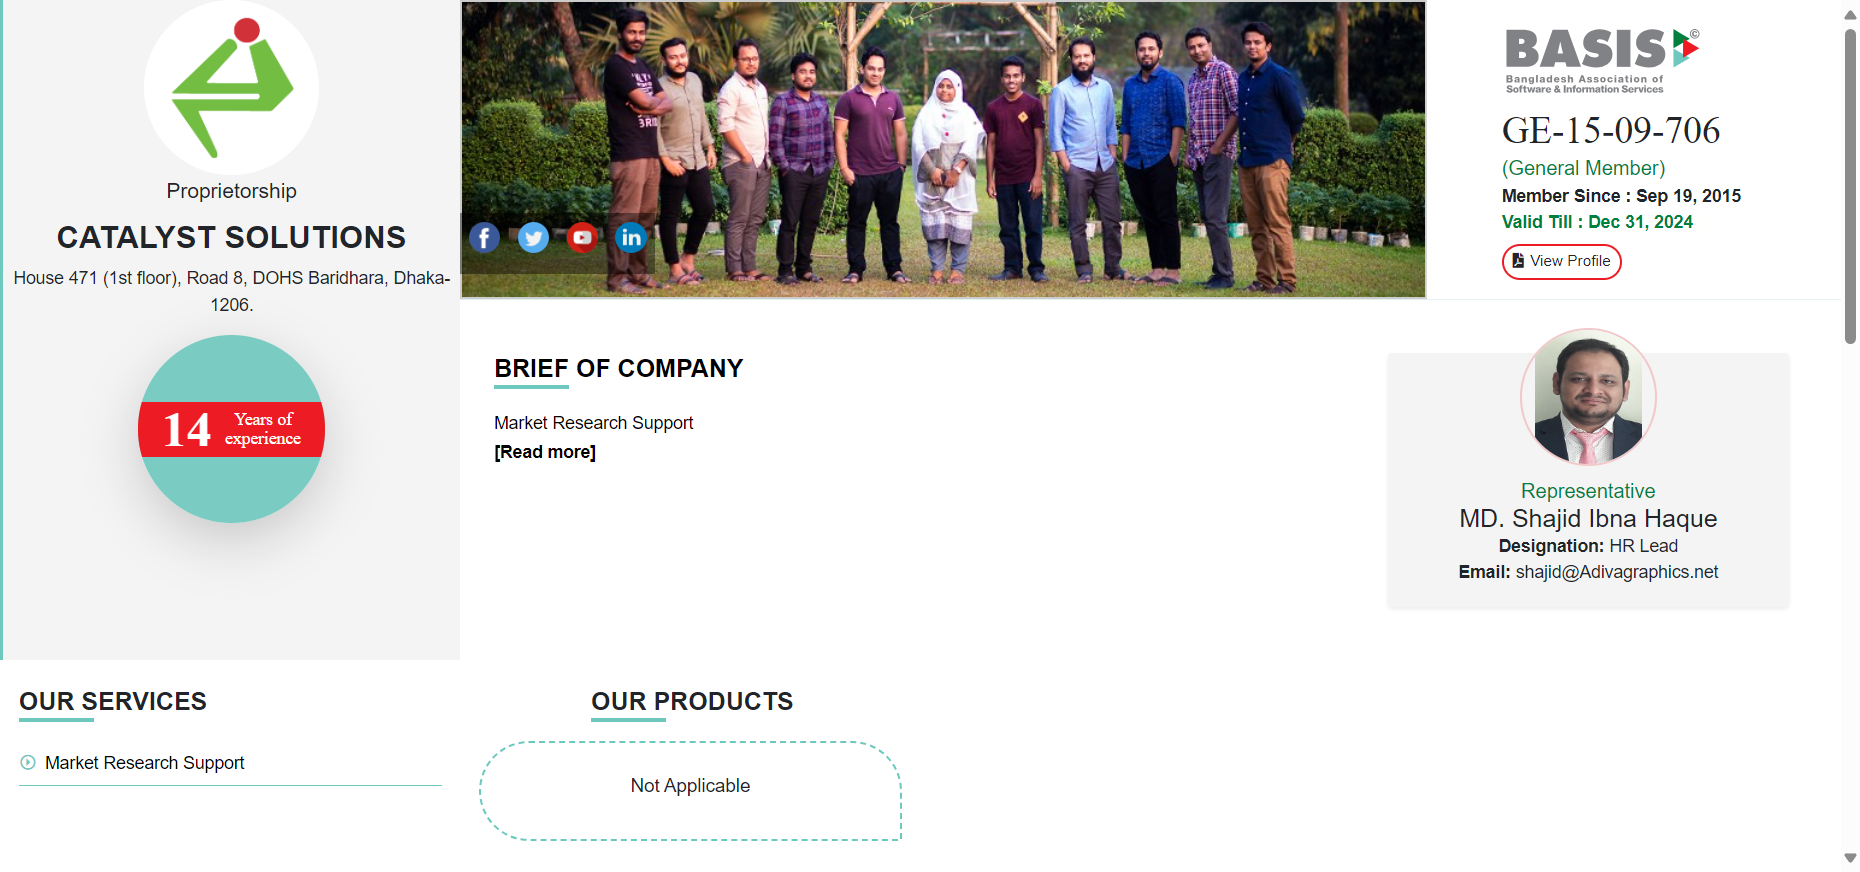 Proprietorship
CATALYST SOLUTIONS
House 471 (1st floor), Road 8, DOHS Baridhara, Dhaka-
1206.
14
Years of
experience
BASIS ©
Bangladesh Association of
Software & Information Services
GE-15-09-706
(General Member)
Member Since : Sep 19, 2015
Valid Till : Dec 31, 2024
View Profile
BRIEF OF COMPANY
Market Research Support
[Read more]
Representative
MD. Shajid Ibna Haque
Designation: HR Lead
Email: shajid@Adivagraphics.net
OUR SERVICES
Market Research Support
OUR PRODUCTS
Not Applicable